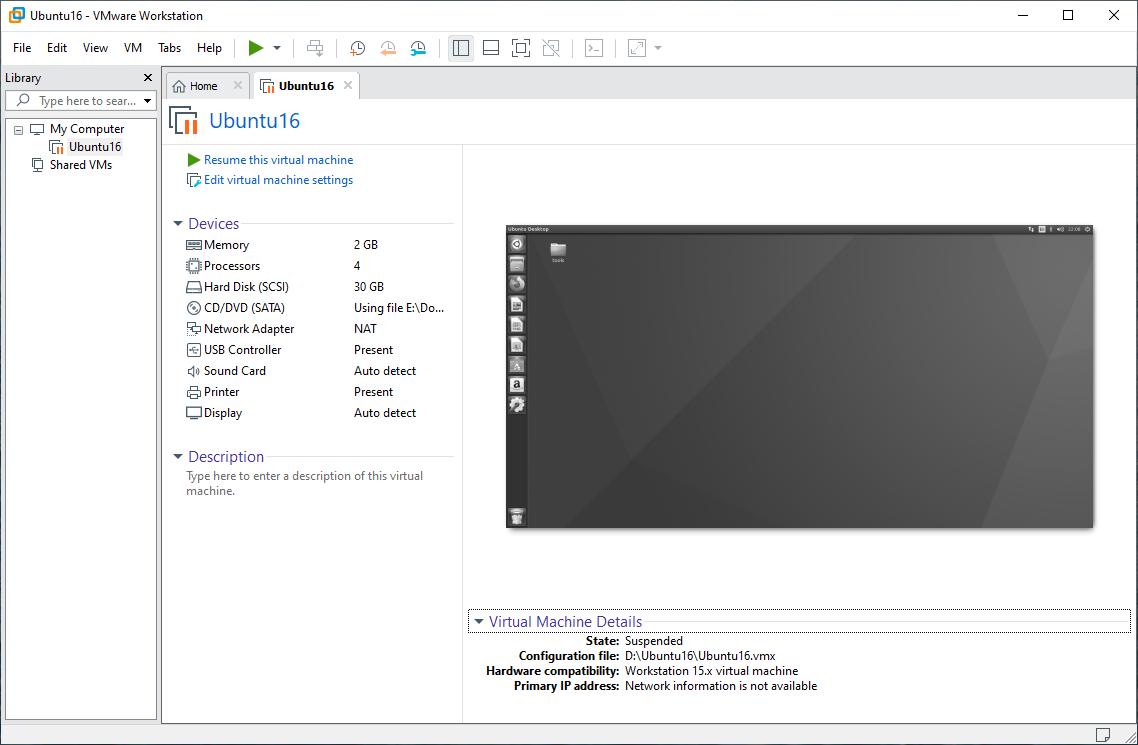 Ubuntu16 - VMware Workstation
File Edit View VM Tabs Help
Library
Type here to sear...
My Computer
Ubuntu16
Shared VMs
Home
Ubuntu16
Ubuntu16
Resume this virtual machine
Edit virtual machine settings
Devices
Memory 2 GB
Processors 4
Hard Disk (SCSI) 30 GB
CD/DVD (SATA) Using file E:\Do...
Network Adapter NAT
USB Controller Present
Sound Card Auto detect
Printer Present
Display Auto detect
Description
Type here to enter a description of this virtual
machine.
Ubuntu Desktop
tools
Virtual Machine Details
State: Suspended
Configuration file: D:\Ubuntu16\Ubuntu16.vmx
Hardware compatibility: Workstation 15.x virtual machine
Primary IP address: Network information is not available